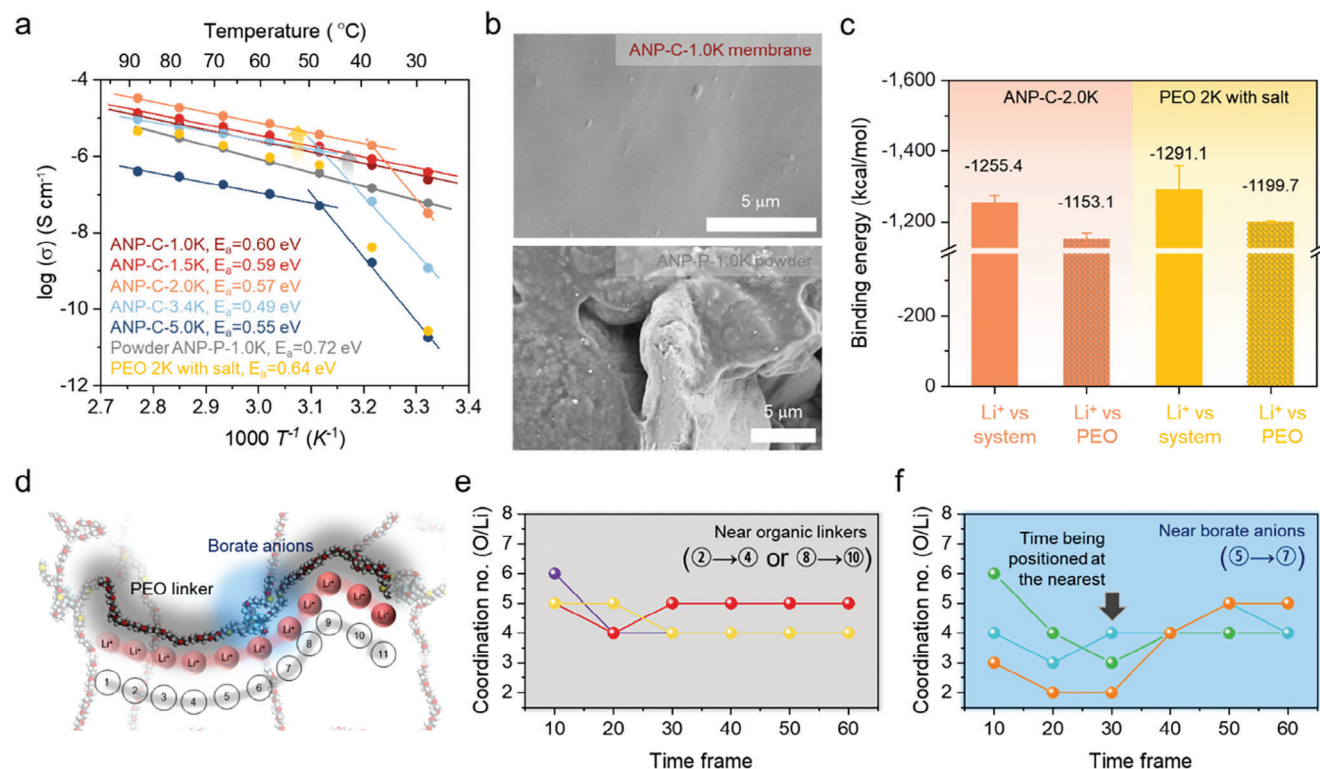 a
Temperature ( °C)
90 80 70 60 50 40 30
-4
-6
-8
-10
-12
log (σ) (S cm⁻¹)
ANP-C-1.0K, Eₐ=0.60 eV
ANP-C-1.5K, Eₐ=0.59 eV
ANP-C-2.0K, Eₐ=0.57 eV
ANP-C-3.4K, Eₐ=0.49 eV
ANP-C-5.0K, Eₐ=0.55 eV
Powder ANP-P-1.0K, Eₐ=0.72 eV
PEO 2K with salt, Eₐ=0.64 eV
2.7 2.8 2.9 3.0 3.1 3.2 3.3 3.4
1000 T⁻¹ (K⁻¹)
b
ANP-C-1.0K membrane
5 μm
ANP-P-1.0K powder
5 μm
c
-1,600
-1,400
-1,200
-200
0
Binding energy (kcal/mol)
ANP-C-2.0K
PEO 2K with salt
-1255.4
-1153.1
-1291.1
-1199.7
Li⁺ vs
system
Li⁺ vs
PEO
Li⁺ vs
system
Li⁺ vs
PEO
d
Borate anions
PEO linker
Li⁺ Li⁺ Li⁺ Li⁺ Li⁺ Li⁺ Li⁺ Li⁺ Li⁺ Li⁺ Li⁺
1 2 3 4 5 6 7 8 9 10 11
e
8
7
6
5
4
3
2
Coordination no. (O/Li)
Near organic linkers
(②→④ or ⑧→⑩)
10 20 30 40 50 60
Time frame
f
8
7
6
5
4
3
2
Coordination no. (O/Li)
Time being
positioned at
the nearest
Near borate anions
(⑤→⑦)
10 20 30 40 50 60
Time frame